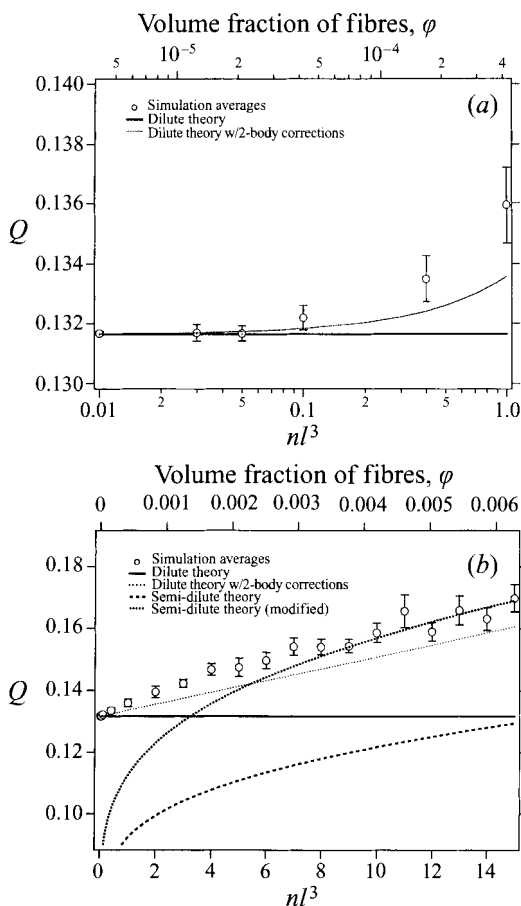 Volume fraction of fibres, φ
5 10⁻⁵ 2 5 10⁻⁴ 2 4
0.140
(a)
Simulation averages
Dilute theory
Dilute theory w/2-body corrections
0.138
0.136
Q
0.134
0.132
0.130
0.01 2 5 0.1 2 5 1.0
nl³
Volume fraction of fibres, φ
0 0.001 0.002 0.003 0.004 0.005 0.006
(b)
Simulation averages
Dilute theory
Dilute theory w/2-body corrections
Semi-dilute theory
Semi-dilute theory (modified)
0.18
0.16
Q
0.14
0.12
0.10
0 2 4 6 8 10 12 14
nl³